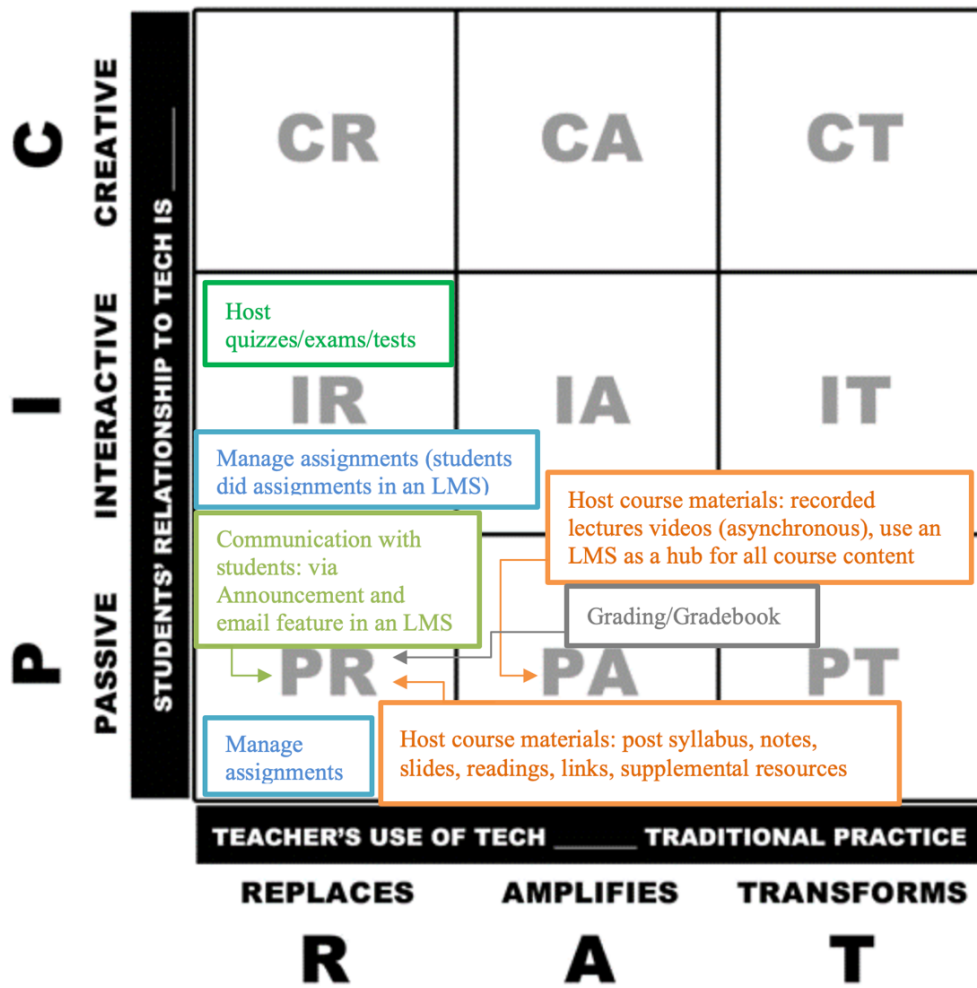 C
CREATIVE
I
INTERACTIVE
P
PASSIVE
STUDENTS' RELATIONSHIP TO TECH IS _____
CR
CA
CT
Host
quizzes/exams/tests
IR
IA
IT
Manage assignments (students
did assignments in an LMS)
Host course materials: recorded
lectures videos (asynchronous), use an
LMS as a hub for all course content
Communication with
students: via
Announcement and
email feature in an LMS
Grading/Gradebook
PR
PA
PT
Manage
assignments
Host course materials: post syllabus, notes,
slides, readings, links, supplemental resources
TEACHER'S USE OF TECH _____ TRADITIONAL PRACTICE
REPLACES
AMPLIFIES
TRANSFORMS
R
A
T